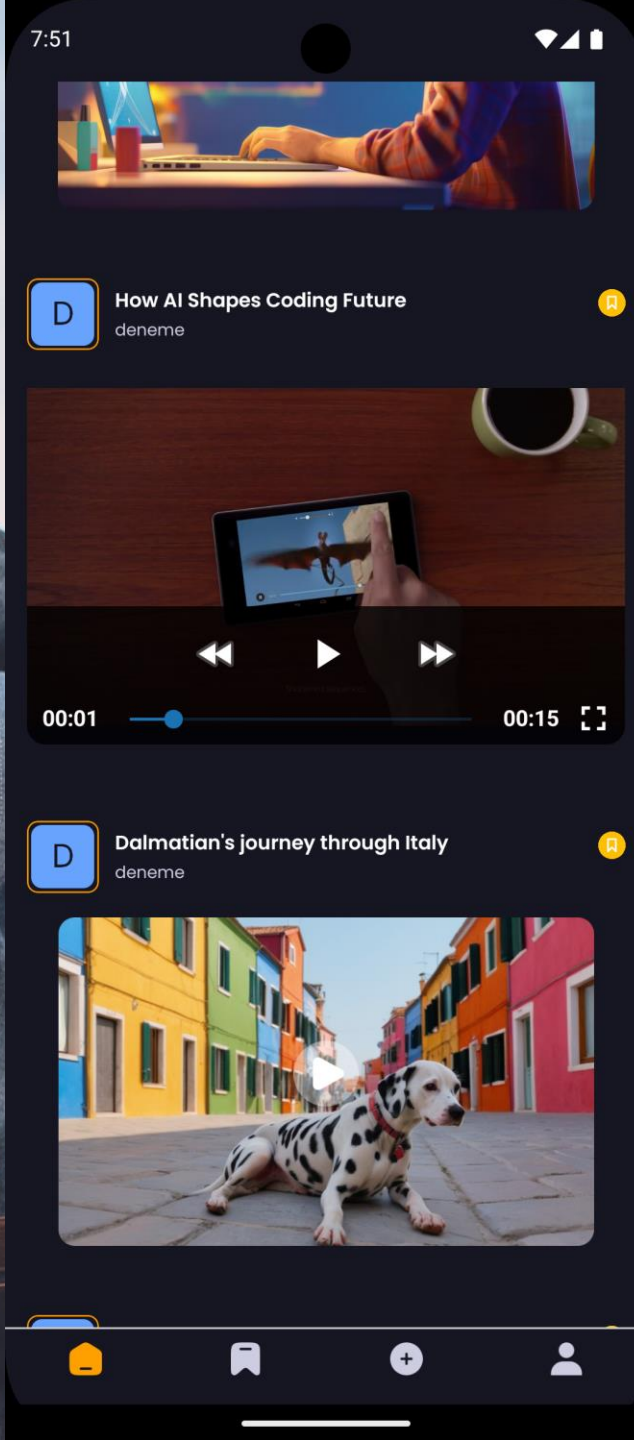 7:51
D
How AI Shapes Coding Future
deneme
00:01
00:15
D
Dalmatian's journey through Italy
deneme